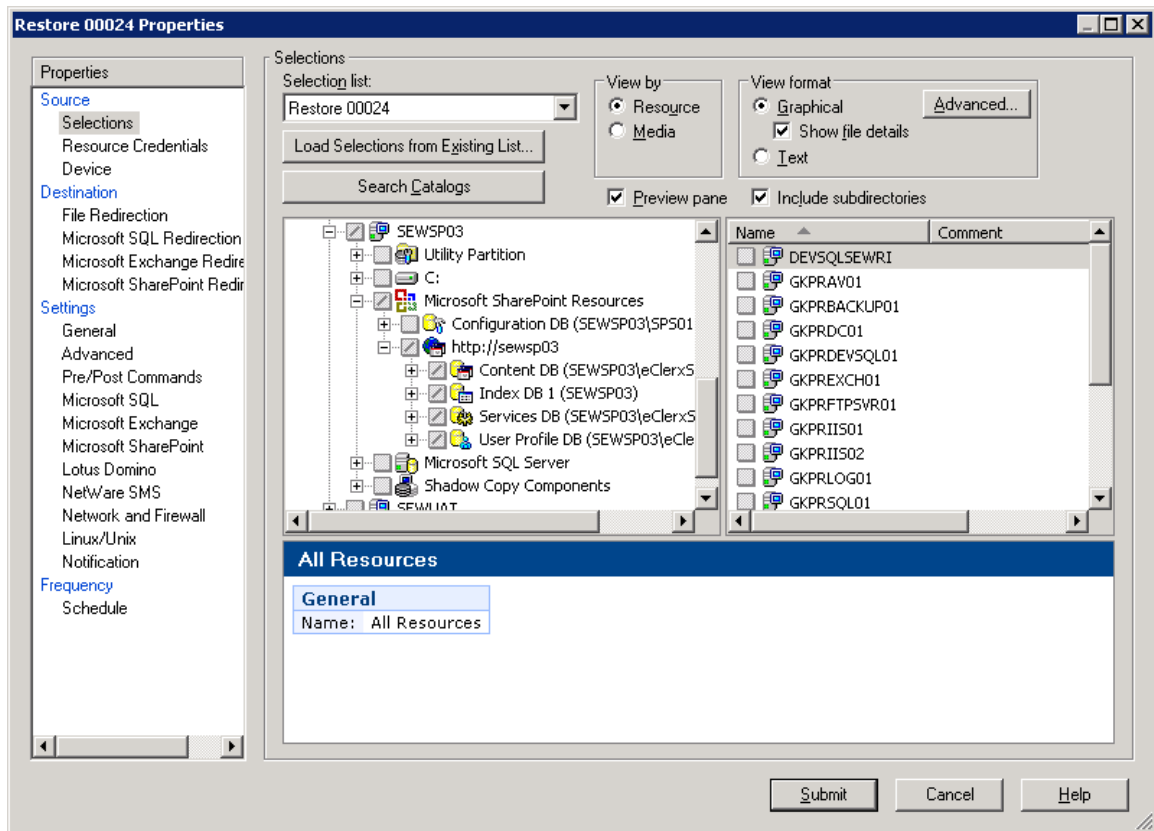 Restore 00024 Properties
Properties
Source
Selections
Resource Credentials
Device
Destination
File Redirection
Microsoft SQL Redirection
Microsoft Exchange Redire
Microsoft SharePoint Redir
Settings
General
Advanced
Pre/Post Commands
Microsoft SQL
Microsoft Exchange
Microsoft SharePoint
Lotus Domino
NetWare SMS
Network and Firewall
Linux/Unix
Notification
Frequency
Schedule
Selections
Selection list:
Restore 00024
Load Selections from Existing List...
Search Catalogs
View by
Resource
Media
View format
Graphical
Advanced...
Show file details
Text
Preview pane
Include subdirectories
SEWSP03
Utility Partition
C:
Microsoft SharePoint Resources
Configuration DB (SEWSP03\SPS01
http://sewsp03
Content DB (SEWSP03\eClerxS
Index DB 1 (SEWSP03)
Services DB (SEWSP03\eClerxS
User Profile DB (SEWSP03\eCle
Microsoft SQL Server
Shadow Copy Components
SEWUAT
Name Comment
DEVSQLSEWRI
GKPRAV01
GKPRBACKUP01
GKPRDC01
GKPRDEVSQL01
GKPREXCH01
GKPRFTPSVR01
GKPRIIS01
GKPRIIS02
GKPRLOG01
GKPRSQL01
All Resources
General
Name: All Resources
Submit
Cancel
Help